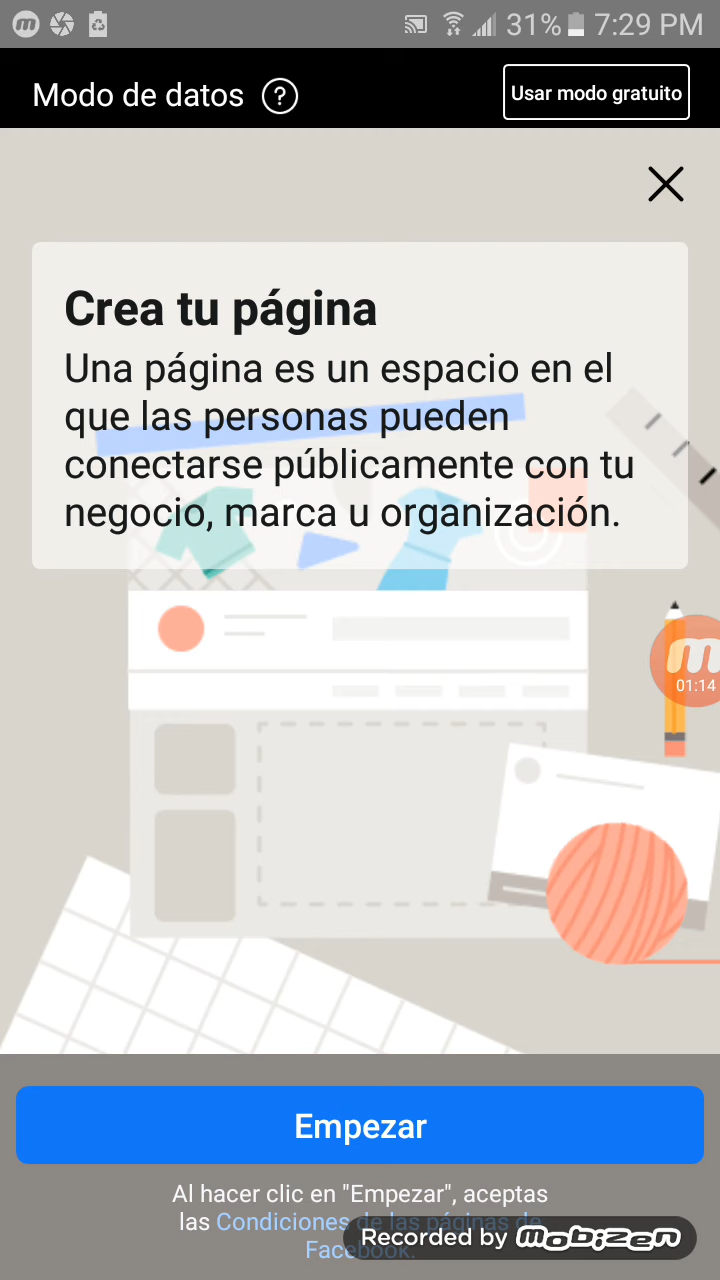 31% 7:29 PM
Modo de datos ? Usar modo gratuito
Crea tu página
Una página es un espacio en el
que las personas pueden
conectarse públicamente con tu
negocio, marca u organización.
01:14
Empezar
Al hacer clic en "Empezar", aceptas
las Condiciones de las páginas de
Facebook.
Recorded by mobizen